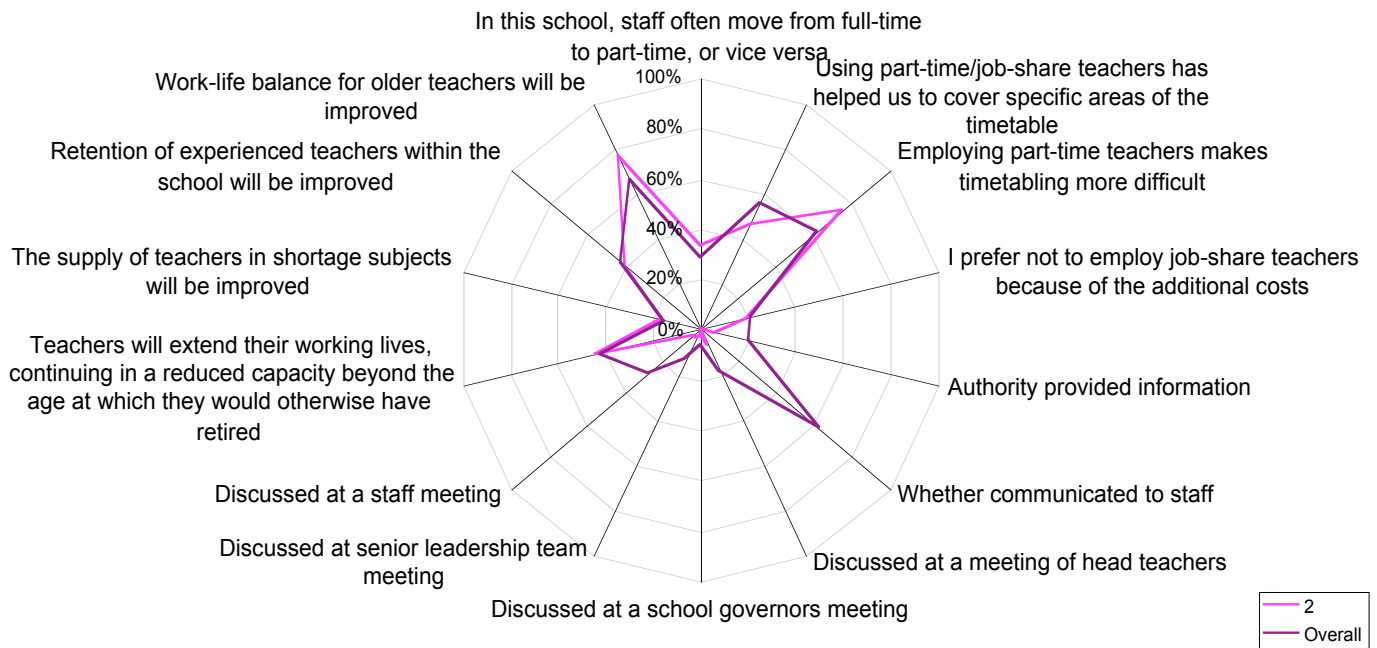 In this school, staff often move from full-time
to part-time, or vice versa
Using part-time/job-share teachers has
helped us to cover specific areas of the
timetable
Employing part-time teachers makes
timetabling more difficult
I prefer not to employ job-share teachers
because of the additional costs
Authority provided information
Whether communicated to staff
Discussed at a meeting of head teachers
Discussed at a school governors meeting
Discussed at senior leadership team
meeting
Discussed at a staff meeting
Teachers will extend their working lives,
continuing in a reduced capacity beyond the
age at which they would otherwise have
retired
The supply of teachers in shortage subjects
will be improved
Retention of experienced teachers within the
school will be improved
Work-life balance for older teachers will be
improved
100%
80%
60%
40%
20%
0%
2
Overall